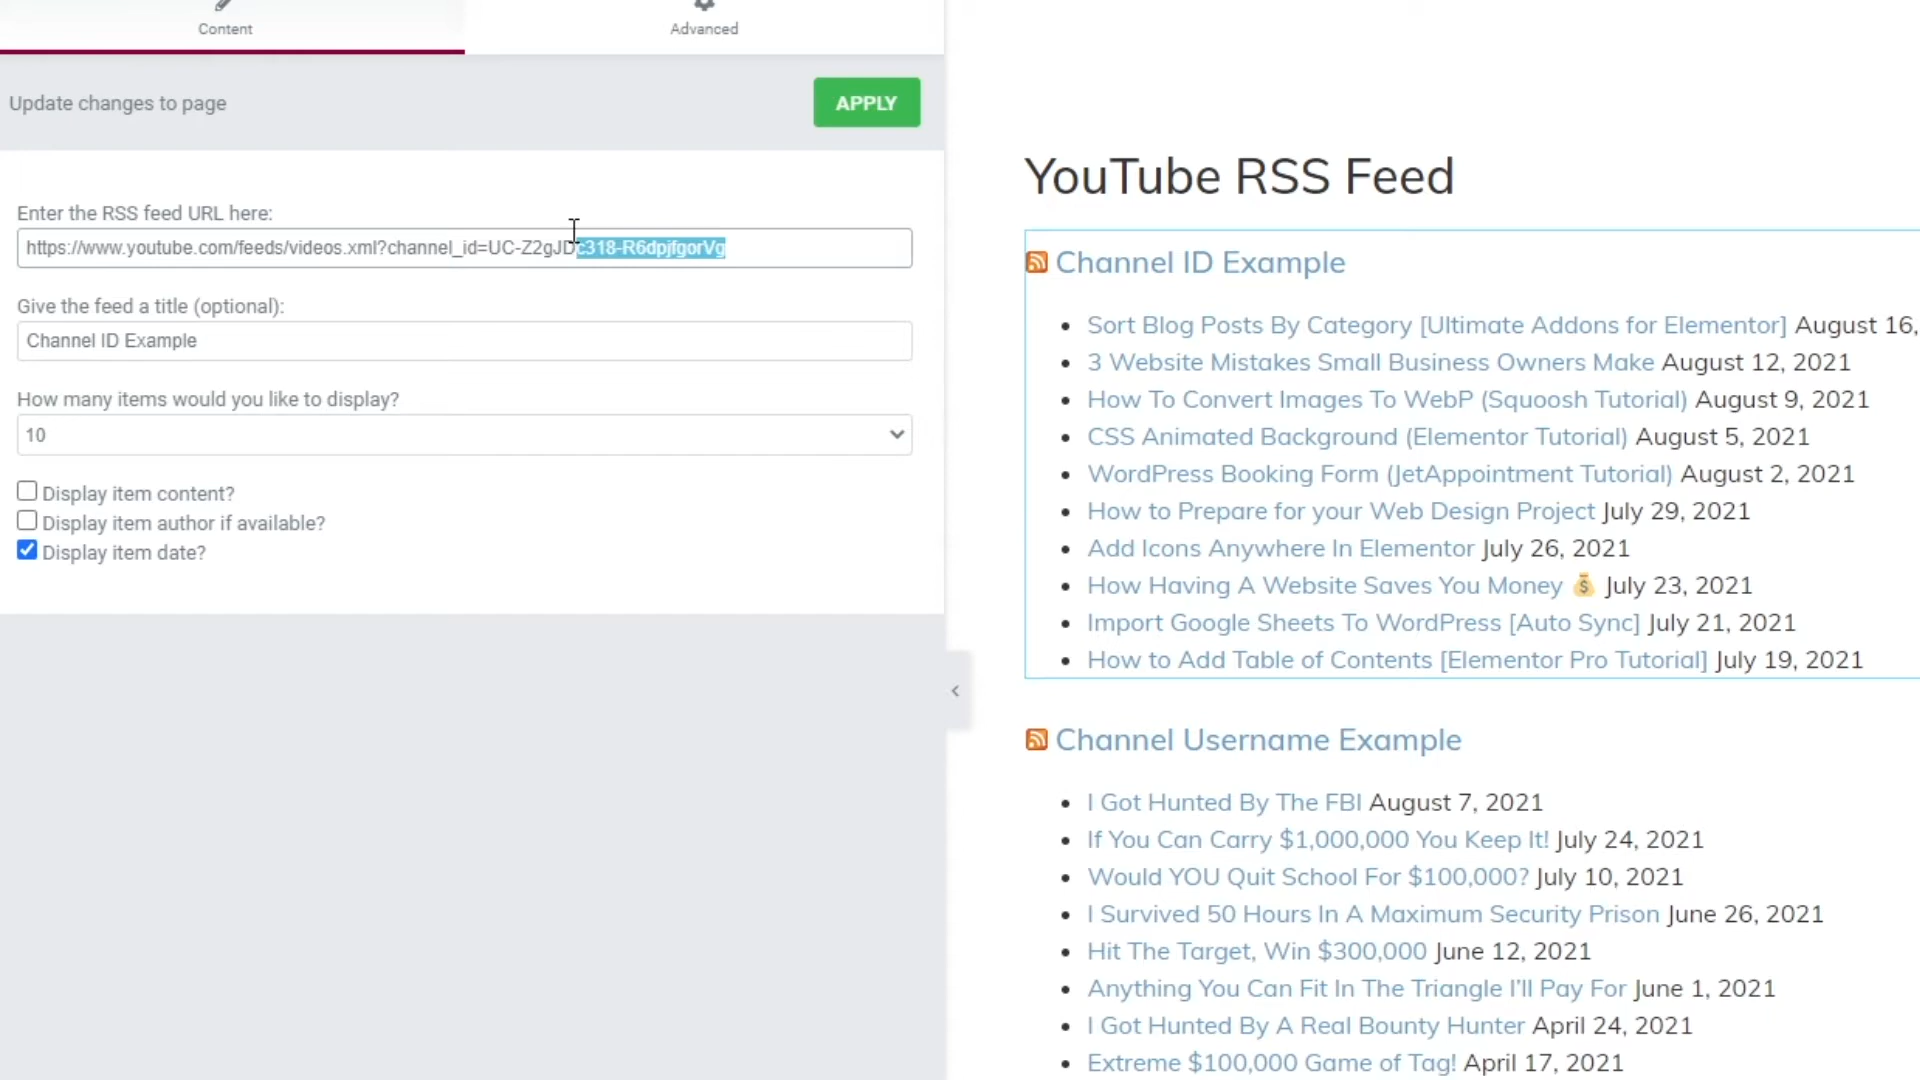 Content
Advanced
Update changes to page
APPLY
Enter the RSS feed URL here:
https://www.youtube.com/feeds/videos.xml?channel_id=UC-Z2gJDc318-R6dpjfgorVg
Give the feed a title (optional):
Channel ID Example
How many items would you like to display?
10
Display item content?
Display item author if available?
Display item date?
YouTube RSS Feed
Channel ID Example
Sort Blog Posts By Category [Ultimate Addons for Elementor] August 16,
3 Website Mistakes Small Business Owners Make August 12, 2021
How To Convert Images To WebP (Squoosh Tutorial) August 9, 2021
CSS Animated Background (Elementor Tutorial) August 5, 2021
WordPress Booking Form (JetAppointment Tutorial) August 2, 2021
How to Prepare for your Web Design Project July 29, 2021
Add Icons Anywhere In Elementor July 26, 2021
How Having A Website Saves You Money 💰 July 23, 2021
Import Google Sheets To WordPress [Auto Sync] July 21, 2021
How to Add Table of Contents [Elementor Pro Tutorial] July 19, 2021
Channel Username Example
I Got Hunted By The FBI August 7, 2021
If You Can Carry $1,000,000 You Keep It! July 24, 2021
Would YOU Quit School For $100,000? July 10, 2021
I Survived 50 Hours In A Maximum Security Prison June 26, 2021
Hit The Target, Win $300,000 June 12, 2021
Anything You Can Fit In The Triangle I'll Pay For June 1, 2021
I Got Hunted By A Real Bounty Hunter April 24, 2021
Extreme $100,000 Game of Tag! April 17, 2021